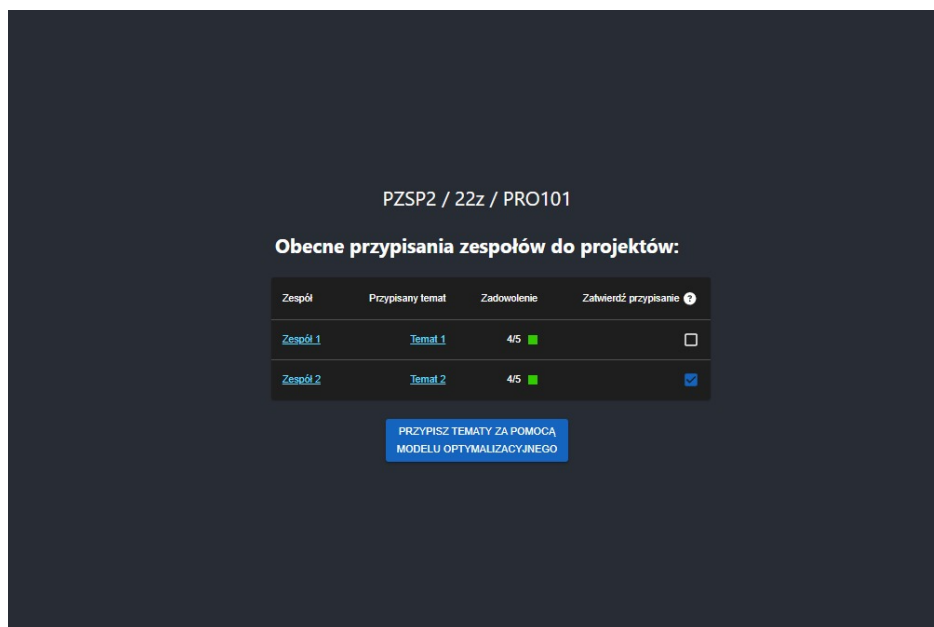 PZSP2 / 22z / PRO101
Obecne przypisania zespołów do projektów:
Zespół Przypisany temat Zadowolenie Zatwierdź przypisanie ?
Zespół 1 Temat 1 4/5
Zespół 2 Temat 2 4/5
PRZYPISZ TEMATY ZA POMOCĄ
MODELU OPTYMALIZACYJNEGO